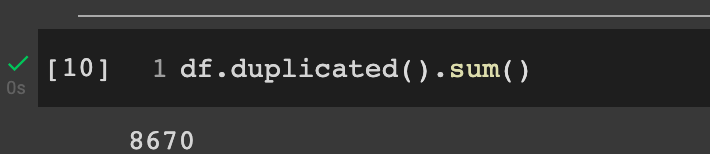 [10] 1 df.duplicated().sum()
0s
8670